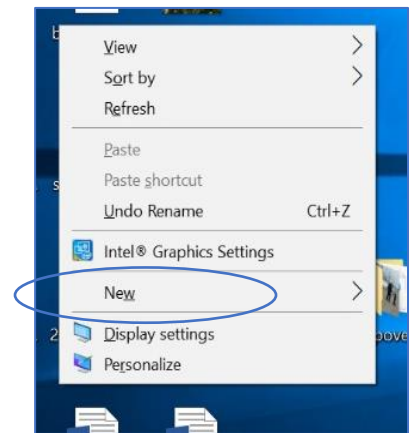 View
Sort by
Refresh
Paste
Paste shortcut
Undo Rename Ctrl+Z
Intel® Graphics Settings
New
Display settings
Personalize